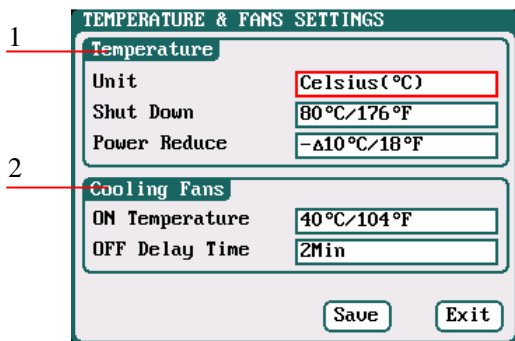 TEMPERATURE & FANS SETTINGS
1
Temperature
Unit Celsius(°C)
Shut Down 80°C/176°F
Power Reduce -∆10°C/18°F
2
Cooling Fans
ON Temperature 40°C/104°F
OFF Delay Time 2Min
Save Exit